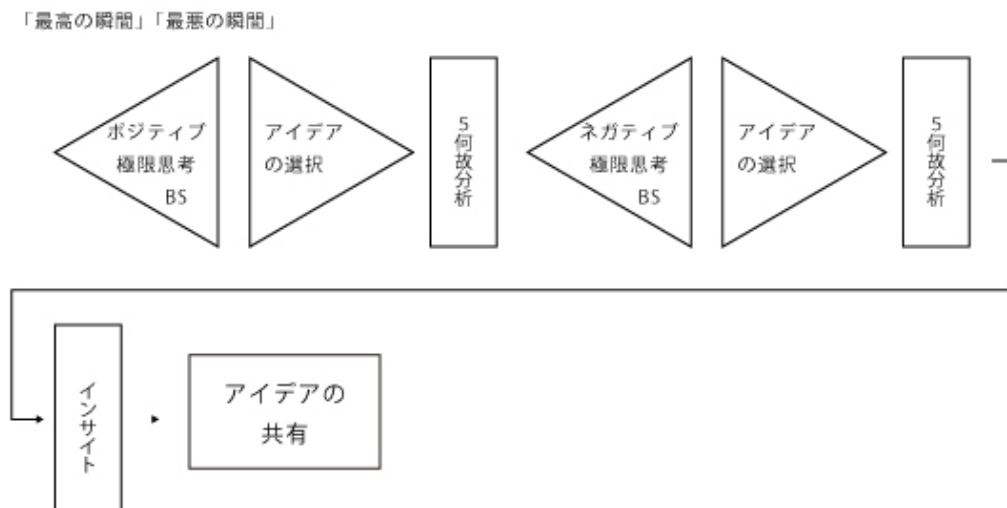 「最高の瞬間」「最悪の瞬間」
ポジティブ
極限思考
BS
アイデア
の選択
5何故分析
ネガティブ
極限思考
BS
アイデア
の選択
5何故分析
インサイト
アイデアの
共有